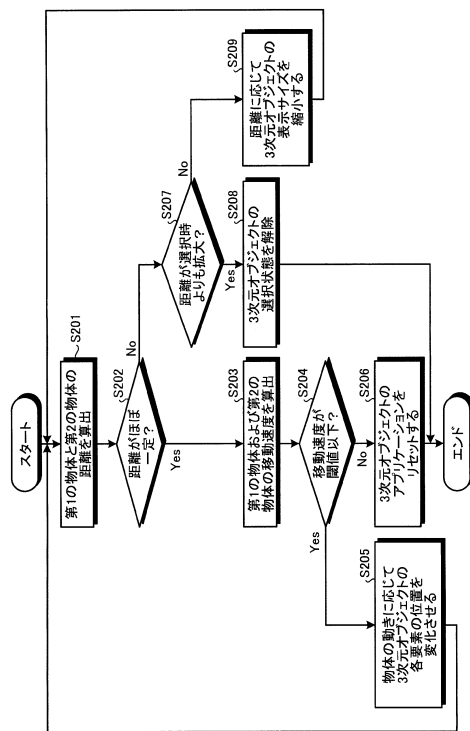 スタート
S201
第1の物体と第2の物体の
距離を算出
S202
距離がほぼ
一定?
No
Yes
S203
第1の物体および第2の
物体の移動速度を算出
S204
移動速度が
閾値以下?
Yes
No
S205
物体の動きに応じて
3次元オブジェクトの
各要素の位置を
変化させる
S206
3次元オブジェクトの
アプリケーションを
リセットする
S207
距離が選択時
よりも拡大?
No
Yes
S208
3次元オブジェクトの
選択状態を解除
S209
距離に応じて
3次元オブジェクトの
表示サイズを
縮小する
エンド